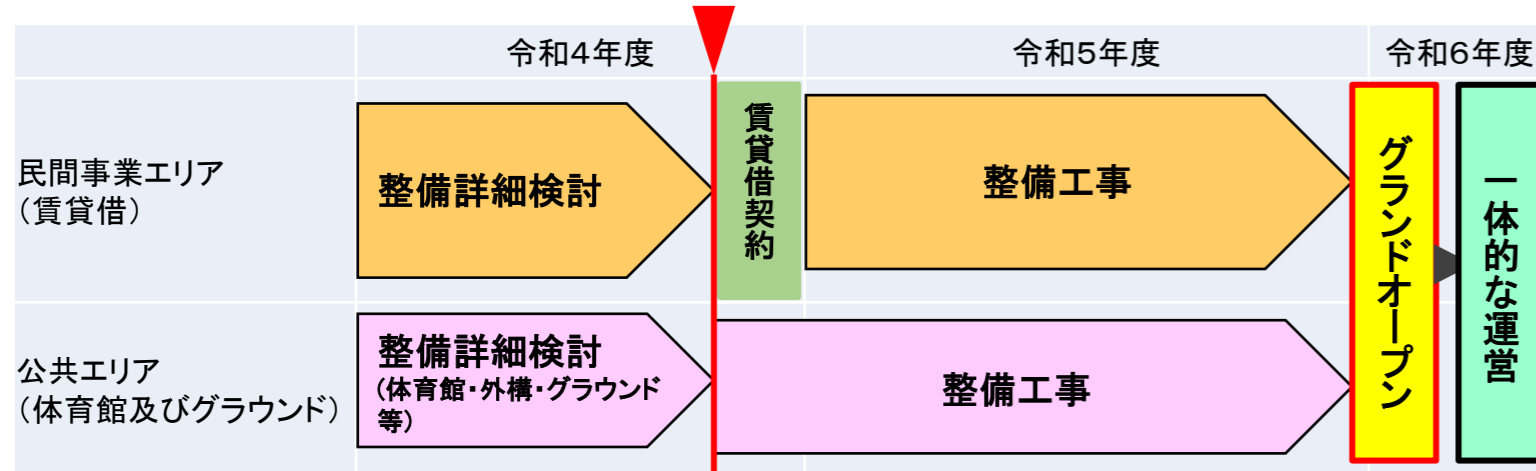 令和4年度
令和5年度
令和6年度
民間事業エリア
（賃貸借）
整備詳細検討
賃貸借契約
整備工事
グランドオープン
一体的な運営
公共エリア
（体育館及びグラウンド）
整備詳細検討
（体育館・外構・グラウンド
等）
整備工事